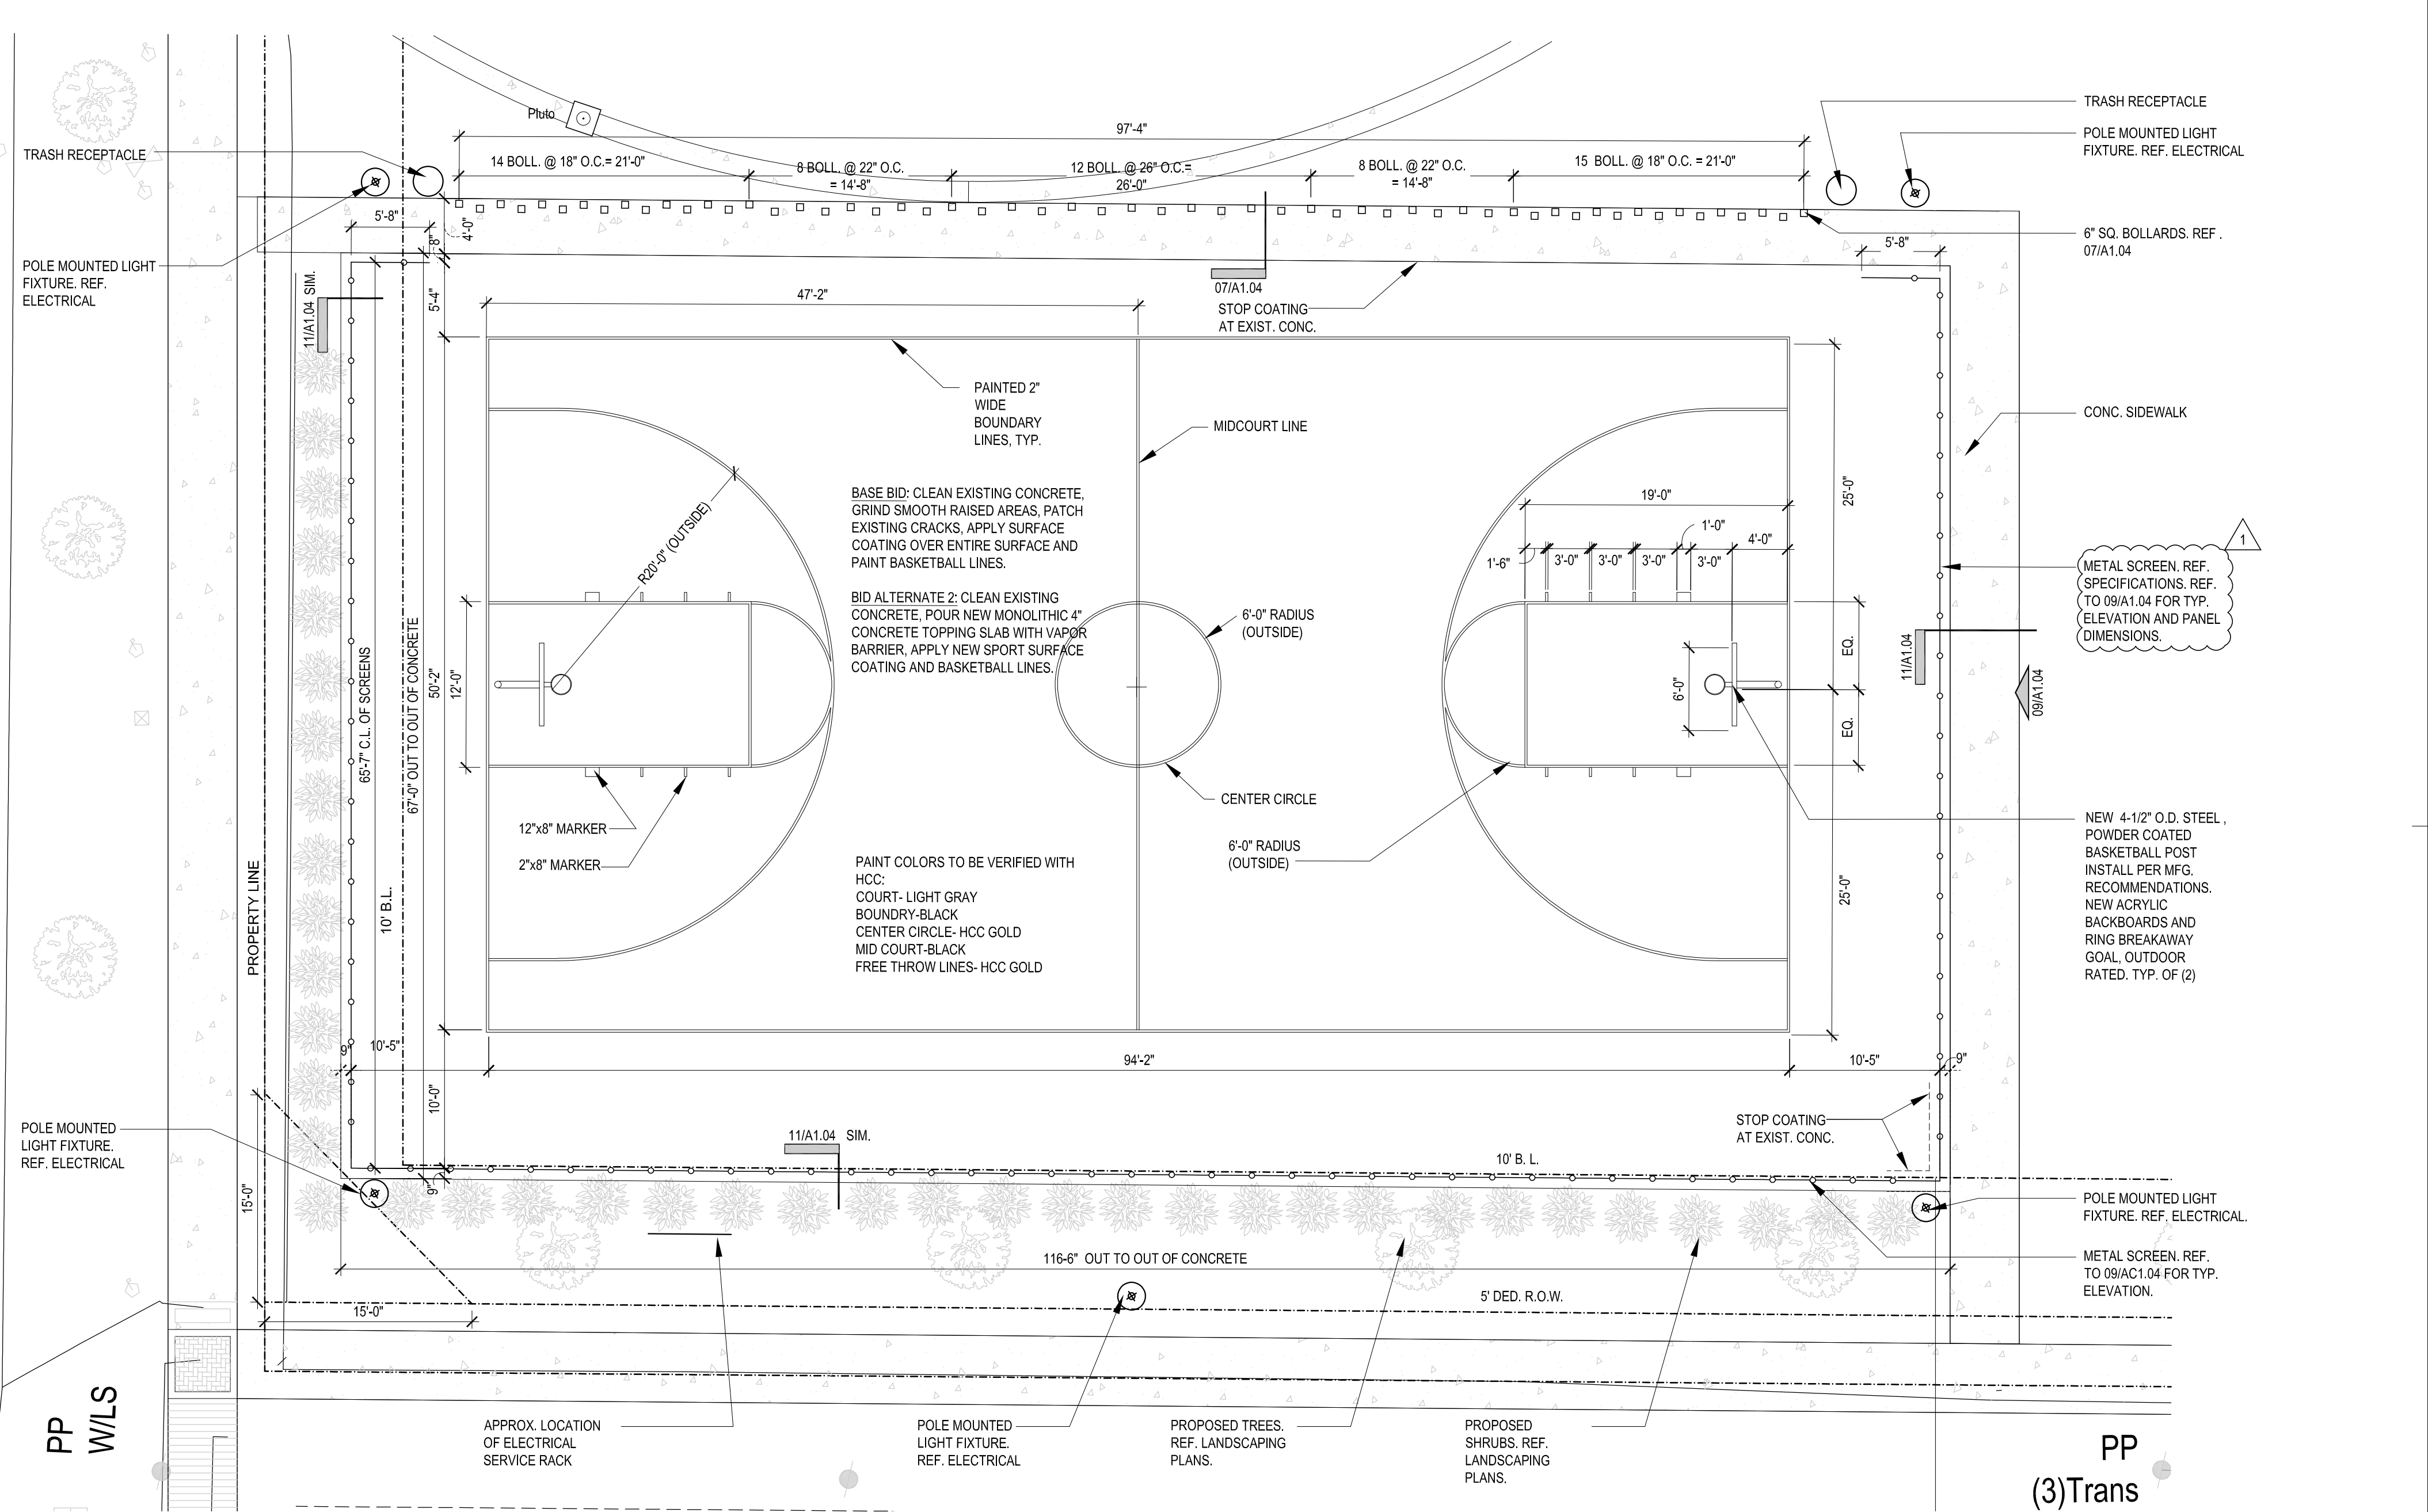 Pluto
97'-4"
14 BOLL. @ 18" O.C.= 21'-0"
8 BOLL. @ 22" O.C.
= 14'-8"
12 BOLL. @ 26" O.C.=
26'-0"
8 BOLL. @ 22" O.C.
= 14'-8"
15 BOLL. @ 18" O.C. = 21'-0"
TRASH RECEPTACLE
POLE MOUNTED LIGHT
FIXTURE. REF. ELECTRICAL
TRASH RECEPTACLE
POLE MOUNTED LIGHT
FIXTURE. REF.
ELECTRICAL
5'-8"
8"
4'-0"
5'-4"
11/A1.04 SIM.
47'-2"
07/A1.04
STOP COATING
AT EXIST. CONC.
5'-8"
6" SQ. BOLLARDS. REF .
07/A1.04
PAINTED 2"
WIDE
BOUNDARY
LINES, TYP.
MIDCOURT LINE
CONC. SIDEWALK
BASE BID: CLEAN EXISTING CONCRETE,
GRIND SMOOTH RAISED AREAS, PATCH
EXISTING CRACKS, APPLY SURFACE
COATING OVER ENTIRE SURFACE AND
PAINT BASKETBALL LINES.
BID ALTERNATE 2: CLEAN EXISTING
CONCRETE, POUR NEW MONOLITHIC 4"
CONCRETE TOPPING SLAB WITH VAPOR
BARRIER, APPLY NEW SPORT SURFACE
COATING AND BASKETBALL LINES.
R20'-0" (OUTSIDE)
19'-0"
1'-0"
4'-0"
1'-6"
3'-0"
3'-0"
3'-0"
3'-0"
25'-0"
1
METAL SCREEN. REF.
SPECIFICATIONS. REF.
TO 09/A1.04 FOR TYP.
ELEVATION AND PANEL
DIMENSIONS.
6'-0" RADIUS
(OUTSIDE)
65'-7" C.L. OF SCREENS
67'-0" OUT TO OUT OF CONCRETE
50'-2"
12'-0"
6'-0"
EQ.
EQ.
11/A1.04
09/A1.04
CENTER CIRCLE
12"x8" MARKER
2"x8" MARKER
6'-0" RADIUS
(OUTSIDE)
25'-0"
NEW 4-1/2" O.D. STEEL ,
POWDER COATED
BASKETBALL POST
INSTALL PER MFG.
RECOMMENDATIONS.
NEW ACRYLIC
BACKBOARDS AND
RING BREAKAWAY
GOAL, OUTDOOR
RATED. TYP. OF (2)
PAINT COLORS TO BE VERIFIED WITH
HCC:
COURT- LIGHT GRAY
BOUNDRY-BLACK
CENTER CIRCLE- HCC GOLD
MID COURT-BLACK
FREE THROW LINES- HCC GOLD
PROPERTY LINE
10' B.L.
9"
10'-5"
94'-2"
10'-5"
9"
10'-0"
9"
STOP COATING
AT EXIST. CONC.
POLE MOUNTED
LIGHT FIXTURE.
REF. ELECTRICAL
11/A1.04 SIM.
10' B. L.
15'-0"
POLE MOUNTED LIGHT
FIXTURE. REF. ELECTRICAL.
116-6" OUT TO OUT OF CONCRETE
METAL SCREEN. REF.
TO 09/AC1.04 FOR TYP.
ELEVATION.
15'-0"
5' DED. R.O.W.
PP
W/LS
APPROX. LOCATION
OF ELECTRICAL
SERVICE RACK
POLE MOUNTED
LIGHT FIXTURE.
REF. ELECTRICAL
PROPOSED TREES.
REF. LANDSCAPING
PLANS.
PROPOSED
SHRUBS. REF.
LANDSCAPING
PLANS.
PP
(3)Trans